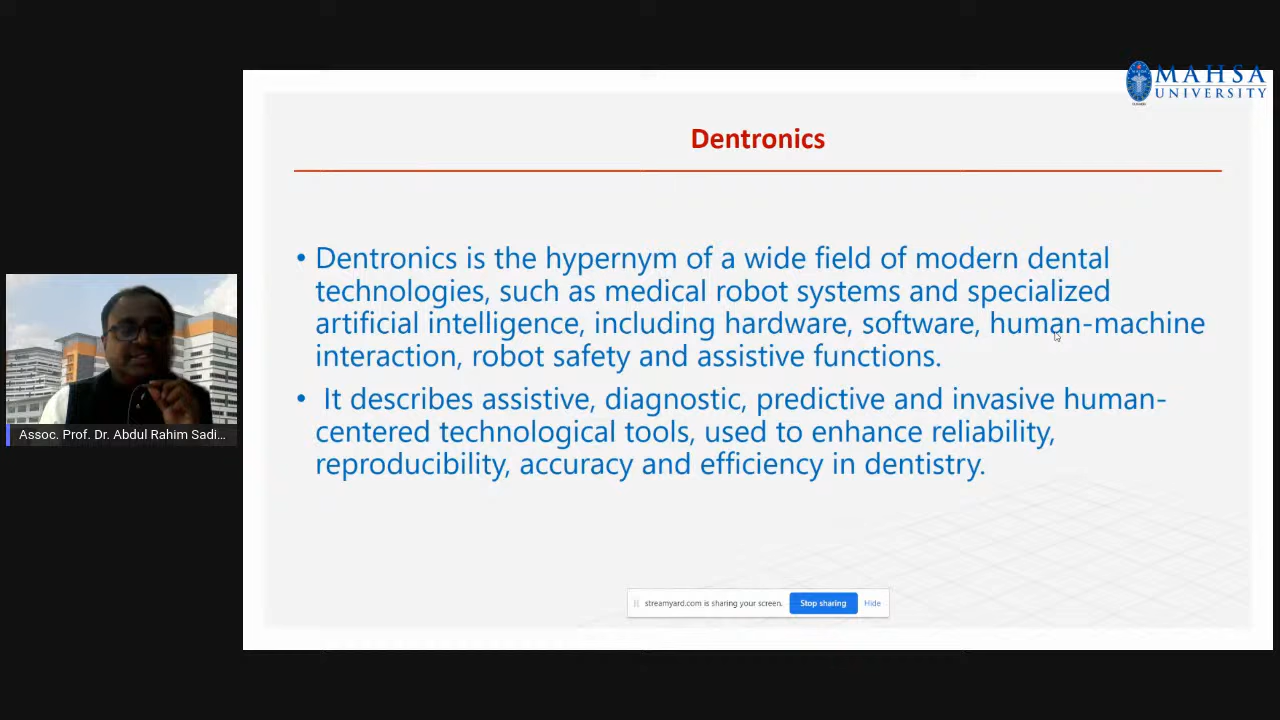 MAHSA
UNIVERSITY
Dentronics
• Dentronics is the hypernym of a wide field of modern dental
technologies, such as medical robot systems and specialized
artificial intelligence, including hardware, software, human-machine
interaction, robot safety and assistive functions.
• It describes assistive, diagnostic, predictive and invasive human-
centered technological tools, used to enhance reliability,
reproducibility, accuracy and efficiency in dentistry.
Assoc. Prof. Dr. Abdul Rahim Sadi...
streamyard.com is sharing your screen. Stop sharing Hide